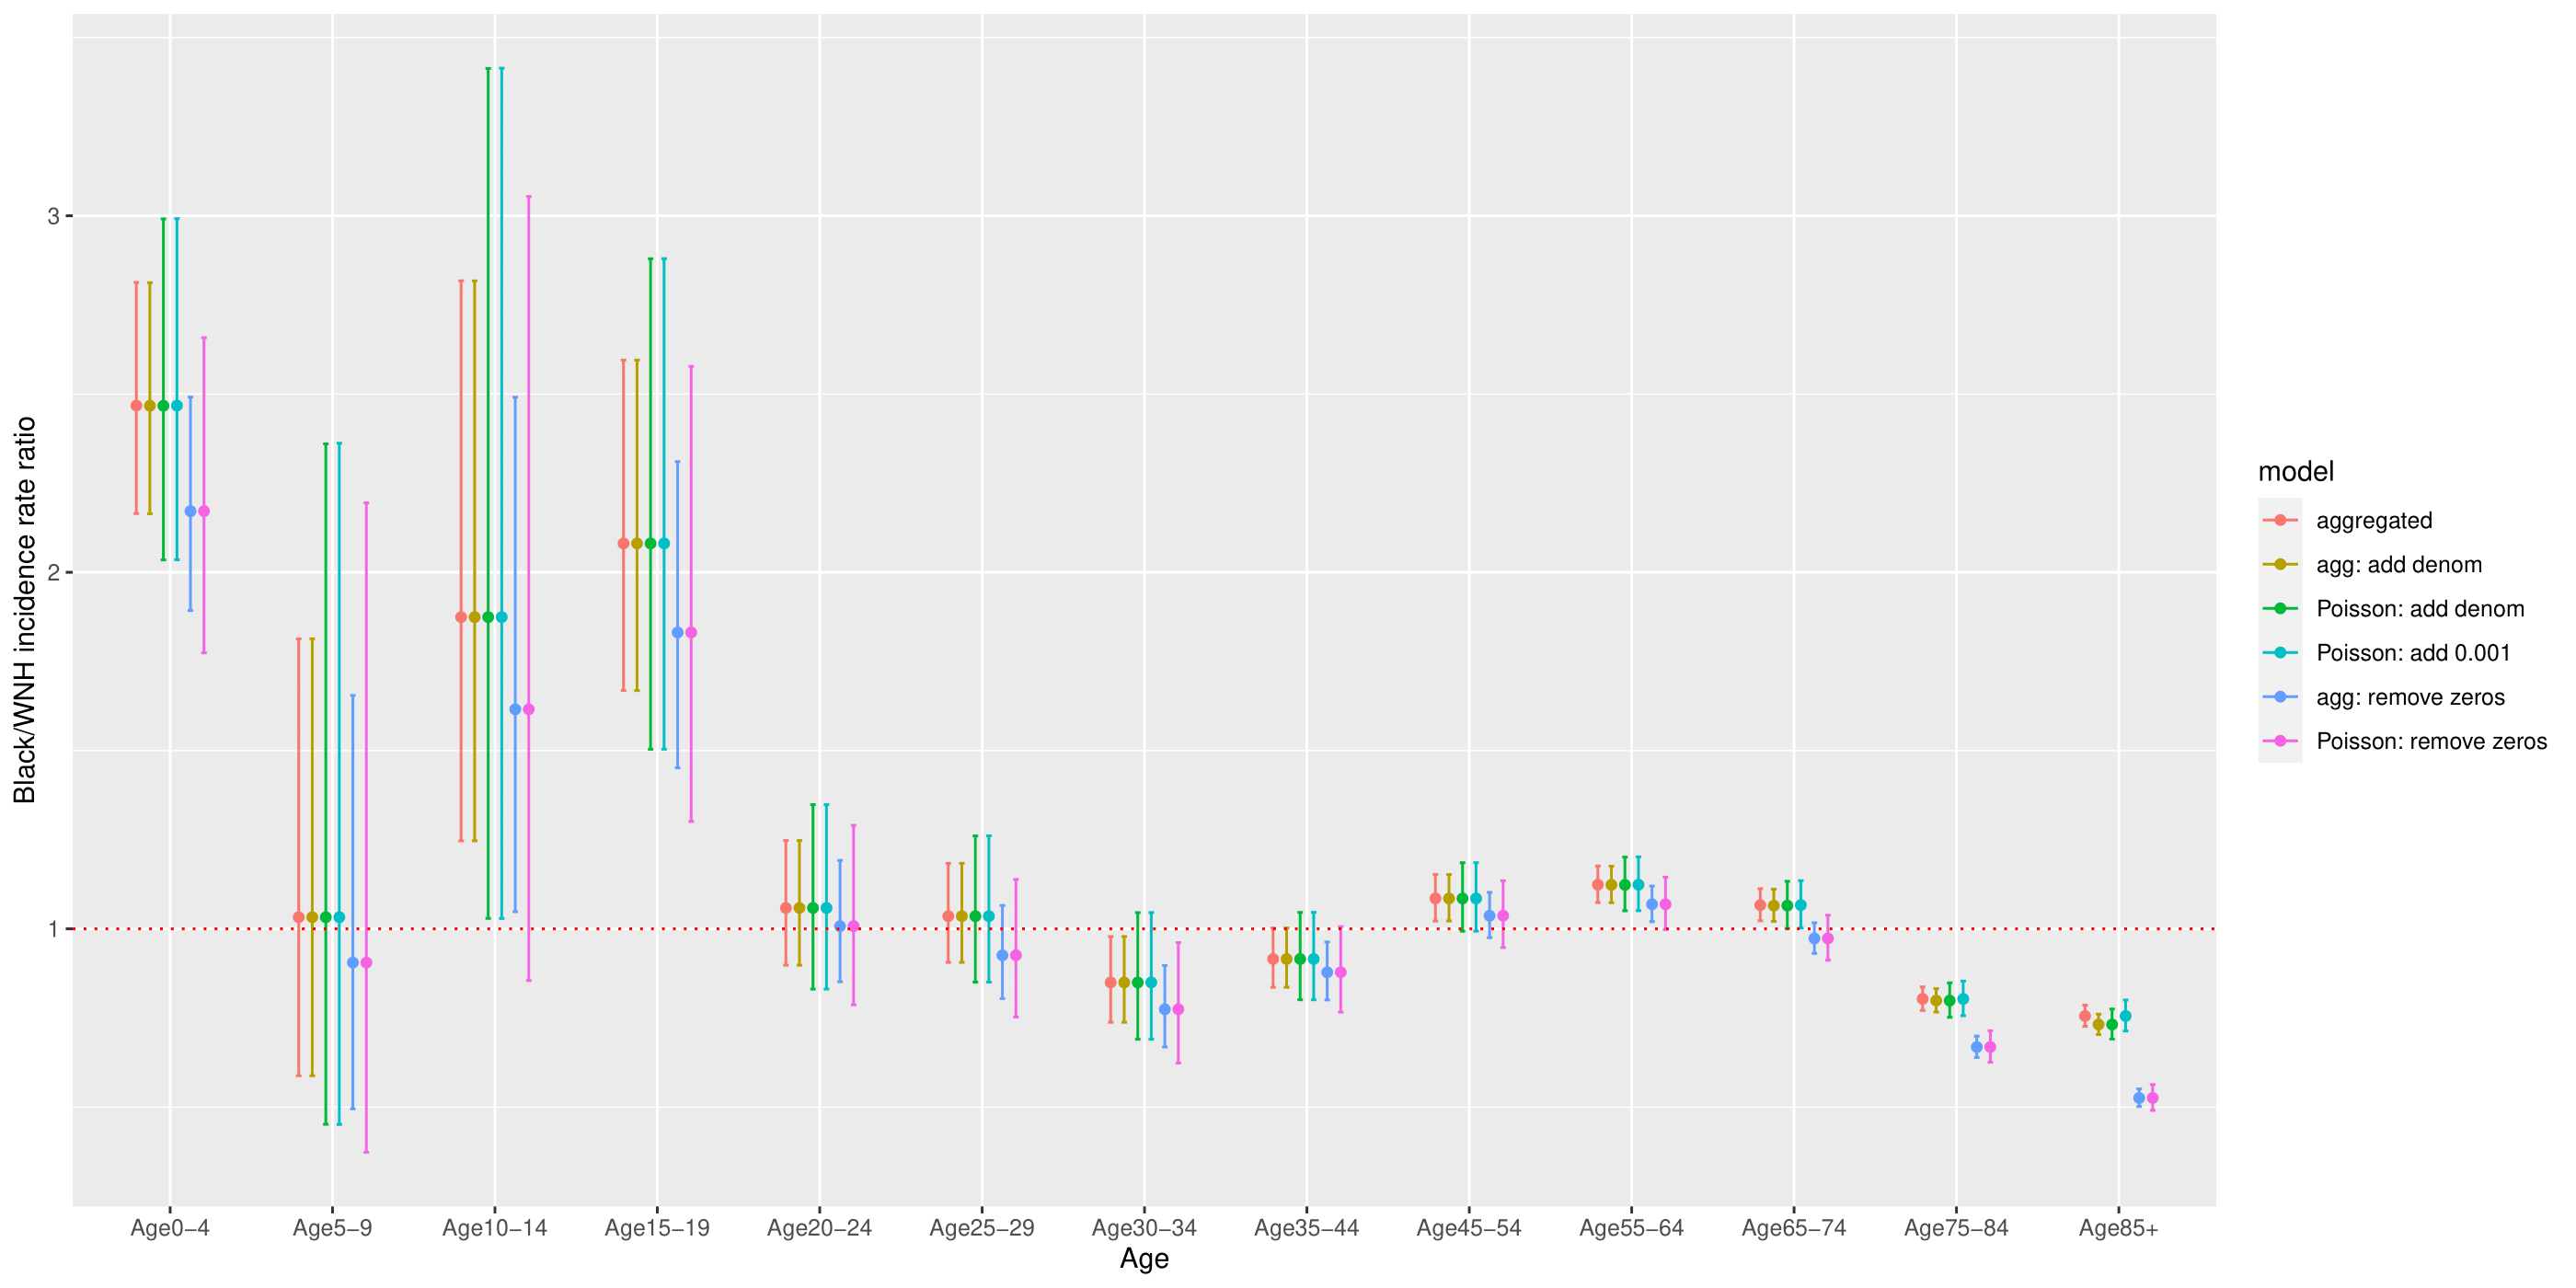 Black/WNH incidence rate ratio
3
2
1
Age0–4 Age5–9 Age10–14 Age15–19 Age20–24 Age25–29 Age30–34 Age35–44 Age45–54 Age55–64 Age65–74 Age75–84 Age85+
Age
model
aggregated
agg: add denom
Poisson: add denom
Poisson: add 0.001
agg: remove zeros
Poisson: remove zeros